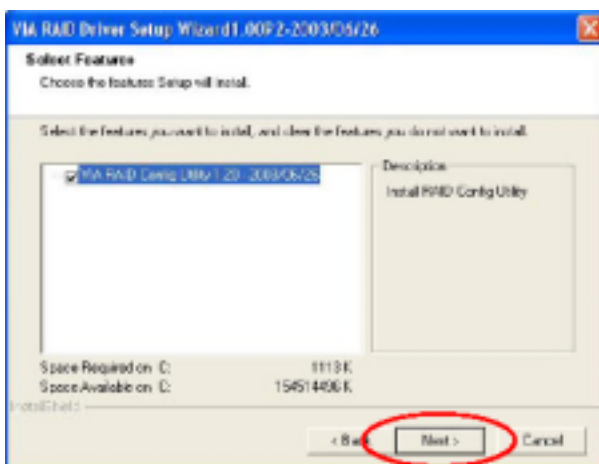 VIA RAID Driver Setup Wizard1.00P2-2003/06/26
Select Features
Choose the features Setup will install.
Select the features you want to install, and clear the features you do not want to install.
VIA RAID Config Utility 1.20 - 2003/06/26
Description
Install RAID Config Utility
Space Required on C: 1113 K
Space Available on C: 154514496 K
InstallShield
< Back
Next >
Cancel